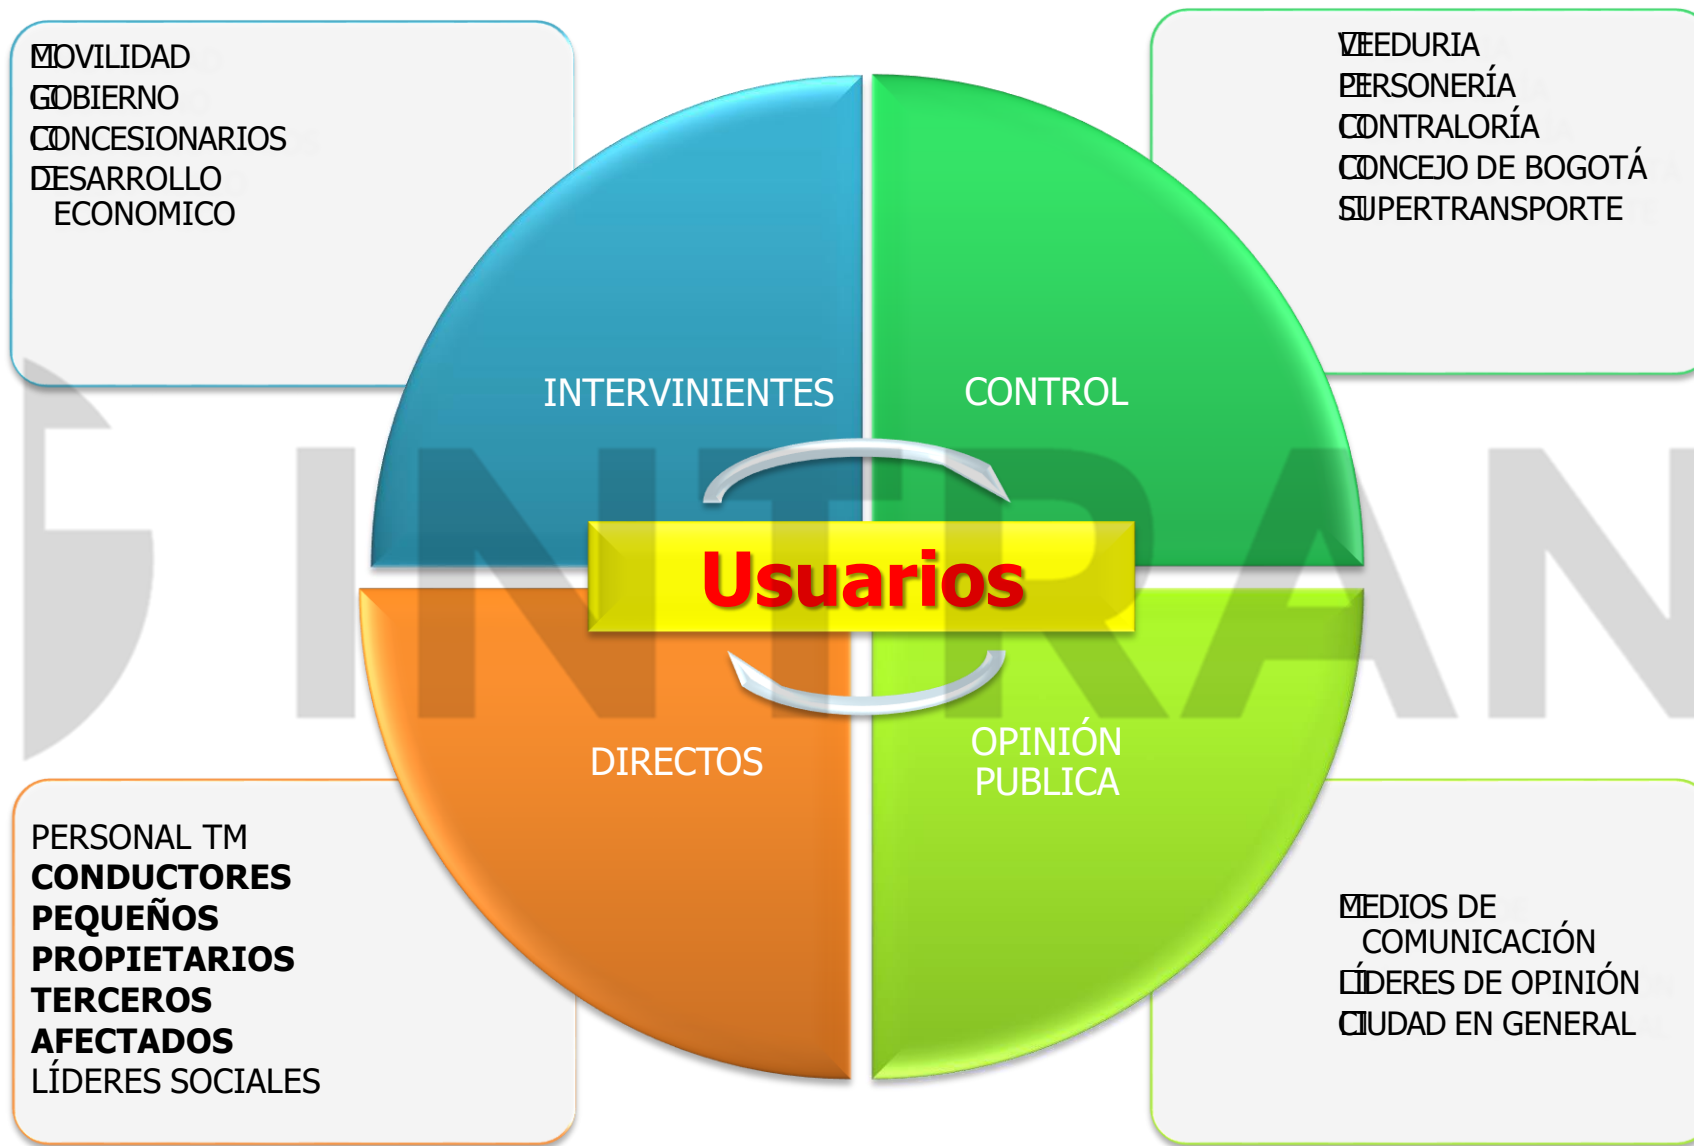 MOVILIDAD
GOBIERNO
CONCESIONARIOS
DESARROLLO
ECONOMICO
VEEDURIA
PERSONERÍA
CONTRALORÍA
CONCEJO DE BOGOTÁ
SUPERTRANSPORTE
INTERVINIENTES
CONTROL
Usuarios
DIRECTOS
OPINIÓN
PUBLICA
PERSONAL TM
CONDUCTORES
PEQUEÑOS
PROPIETARIOS
TERCEROS
AFECTADOS
LÍDERES SOCIALES
MEDIOS DE
COMUNICACIÓN
LÍDERES DE OPINIÓN
CIUDAD EN GENERAL
INTRAN